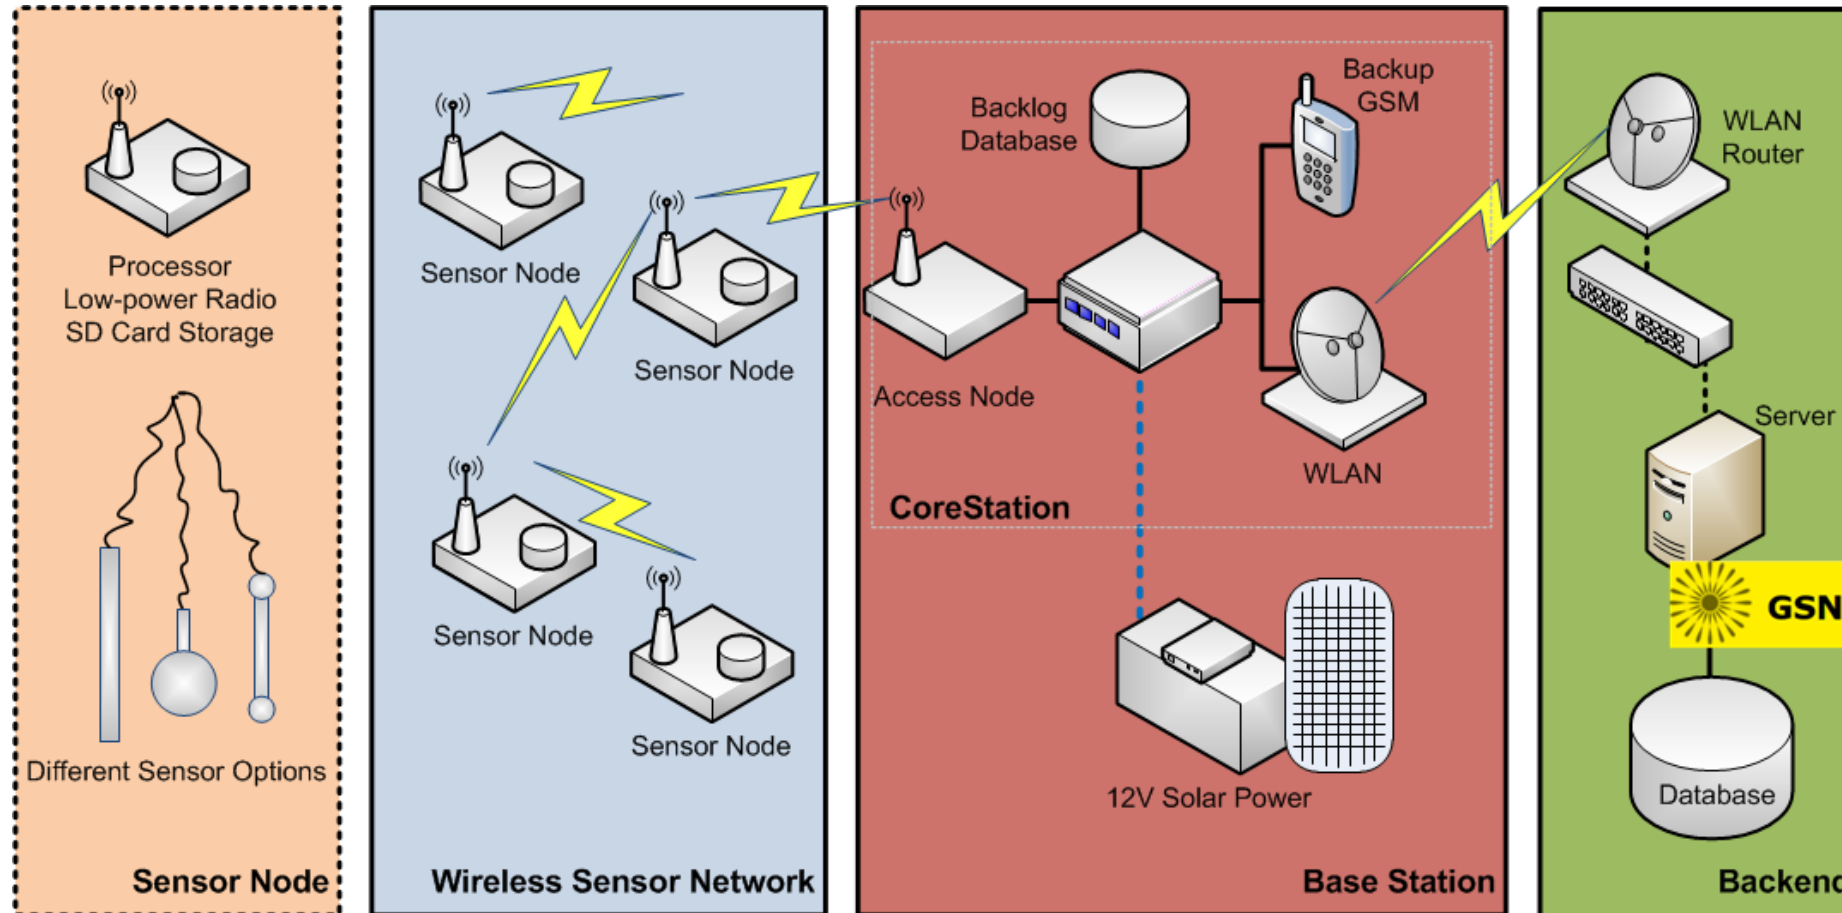 Processor
Low-power Radio
SD Card Storage
Different Sensor Options
Sensor Node
Sensor Node
Sensor Node
Sensor Node
Sensor Node
Wireless Sensor Network
Backlog
Database
Backup
GSM
Access Node
WLAN
CoreStation
12V Solar Power
Base Station
WLAN
Router
Server
GSN
Database
Backend